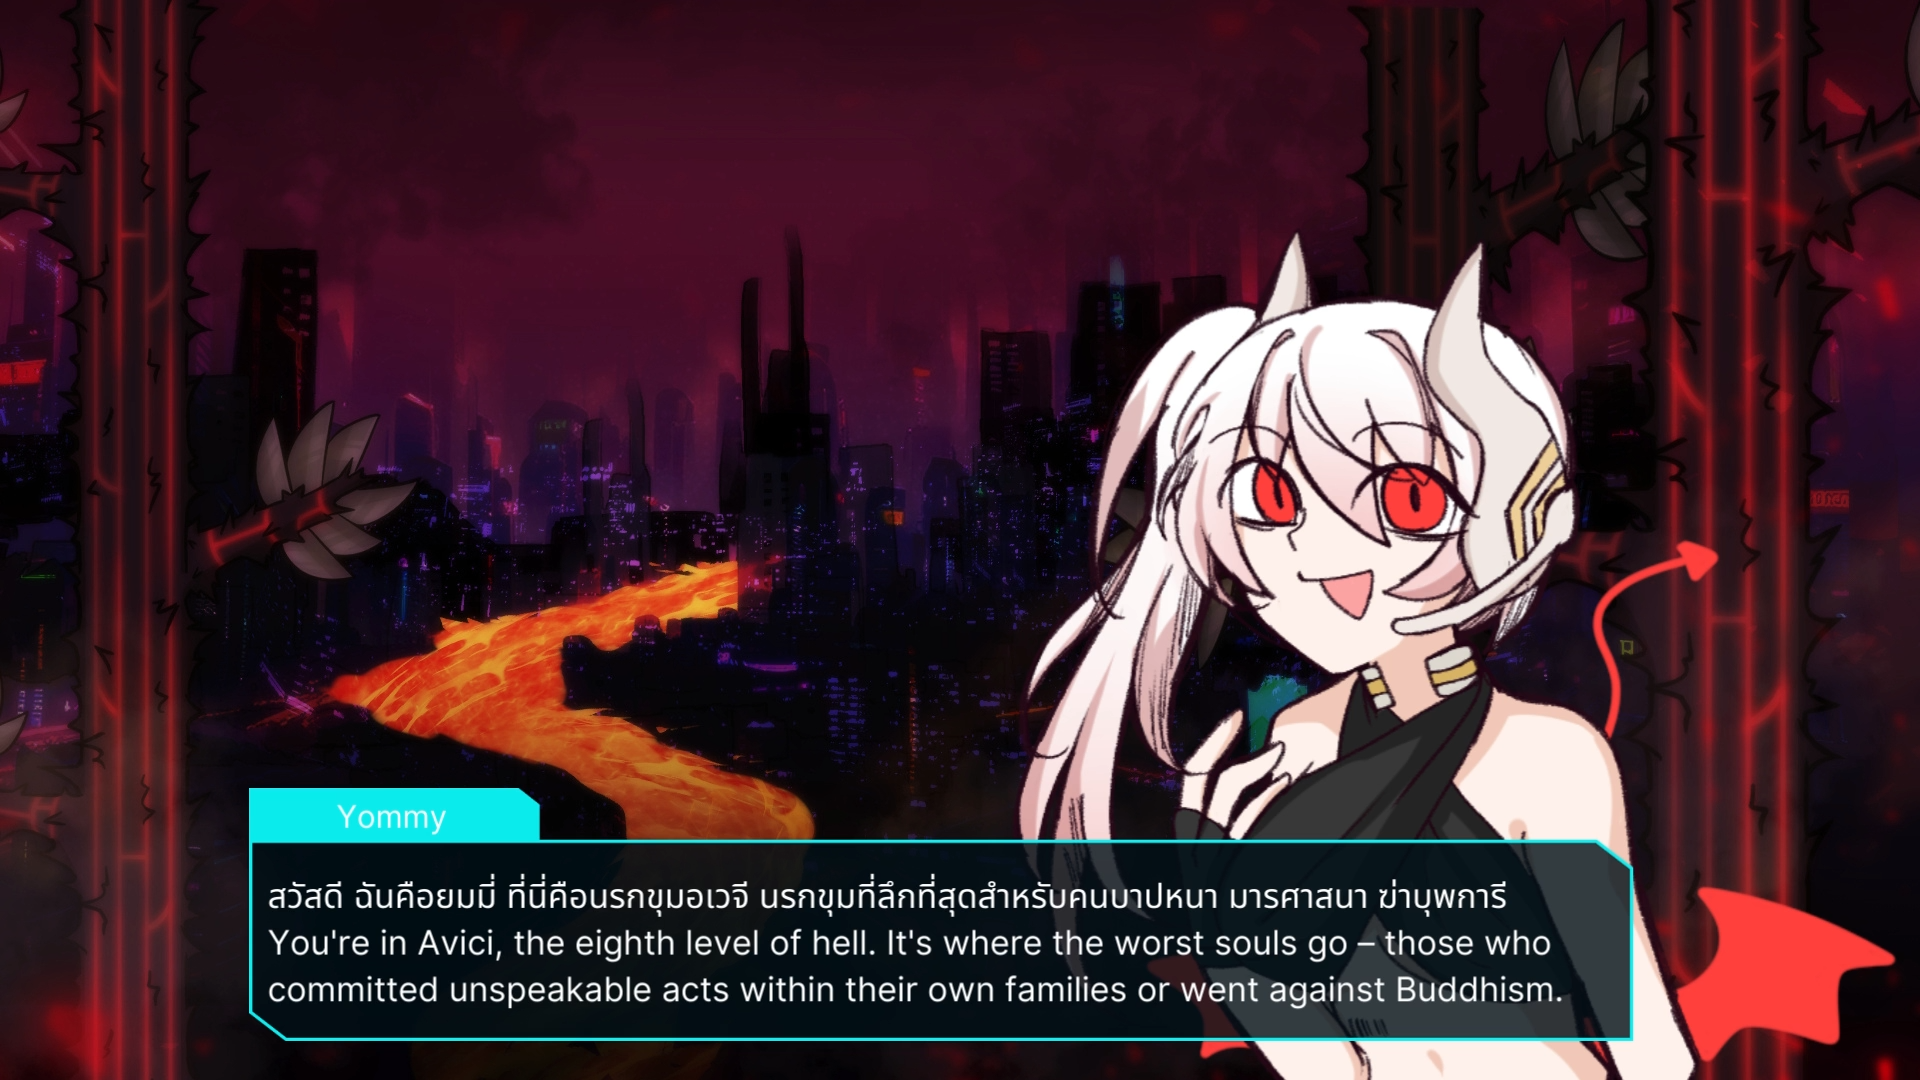 Yommy
สวัสดี ฉันคือยมมี่ ที่นี่คือนรกขุมอเวจี นรกขุมที่ลึกที่สุดสำหรับคนบาปหนา มารศาสนา ฆ่าบุพการี
You're in Avici, the eighth level of hell. It's where the worst souls go – those who
committed unspeakable acts within their own families or went against Buddhism.